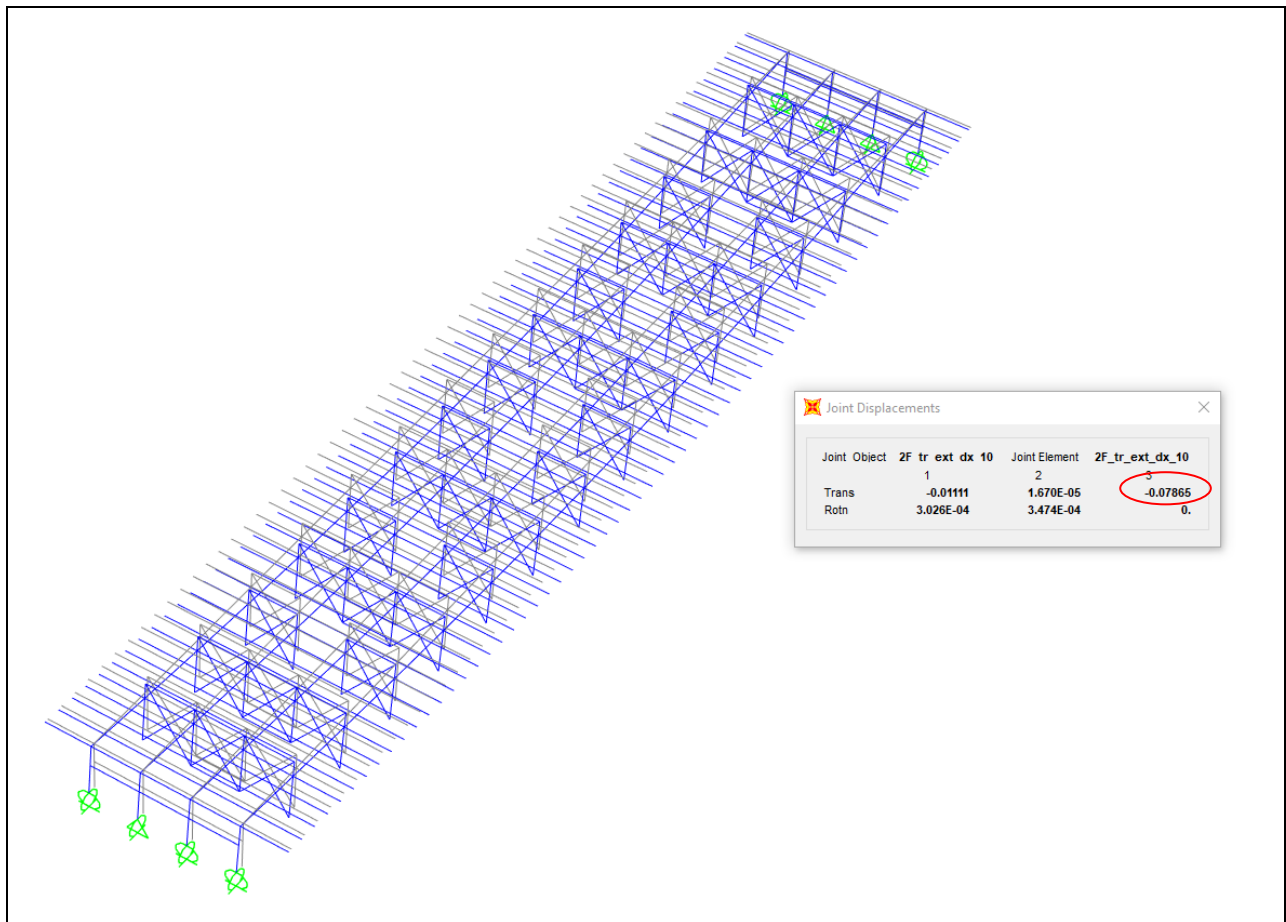 Joint Displacements
Joint Object 2F tr ext dx 10 Joint Element 2F_tr_ext_dx_10
1 2 3
Trans -0.01111 1.670E-05 -0.07865
Rotn 3.026E-04 3.474E-04 0.